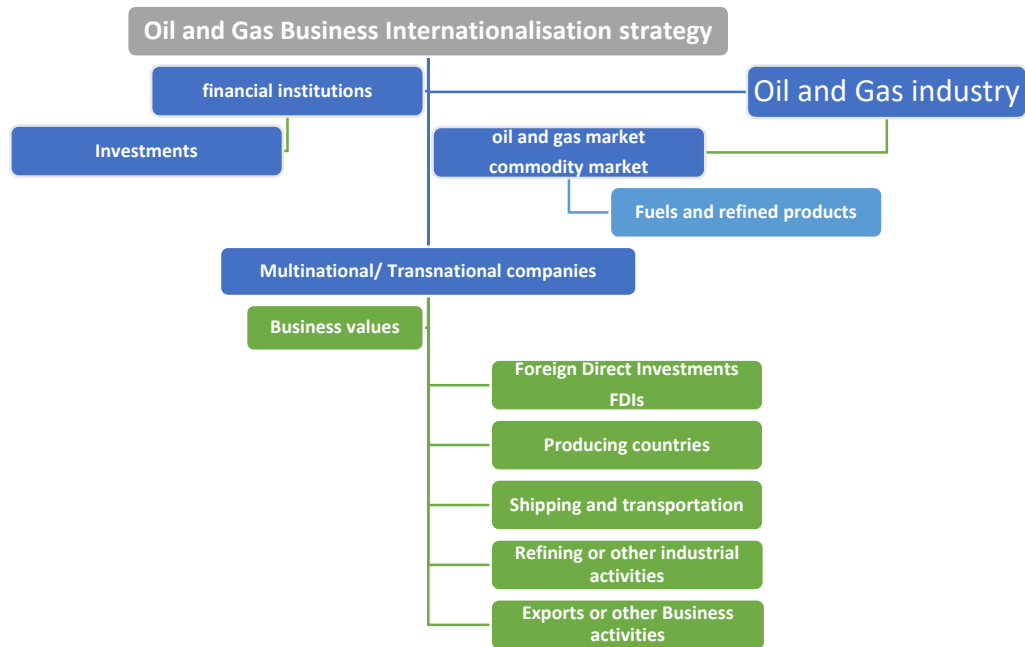 Oil and Gas Business Internationalisation strategy
financial institutions
Oil and Gas industry
Investments
oil and gas market
commodity market
Fuels and refined products
Multinational/ Transnational companies
Business values
Foreign Direct Investments
FDIs
Producing countries
Shipping and transportation
Refining or other industrial
activities
Exports or other Business
activities